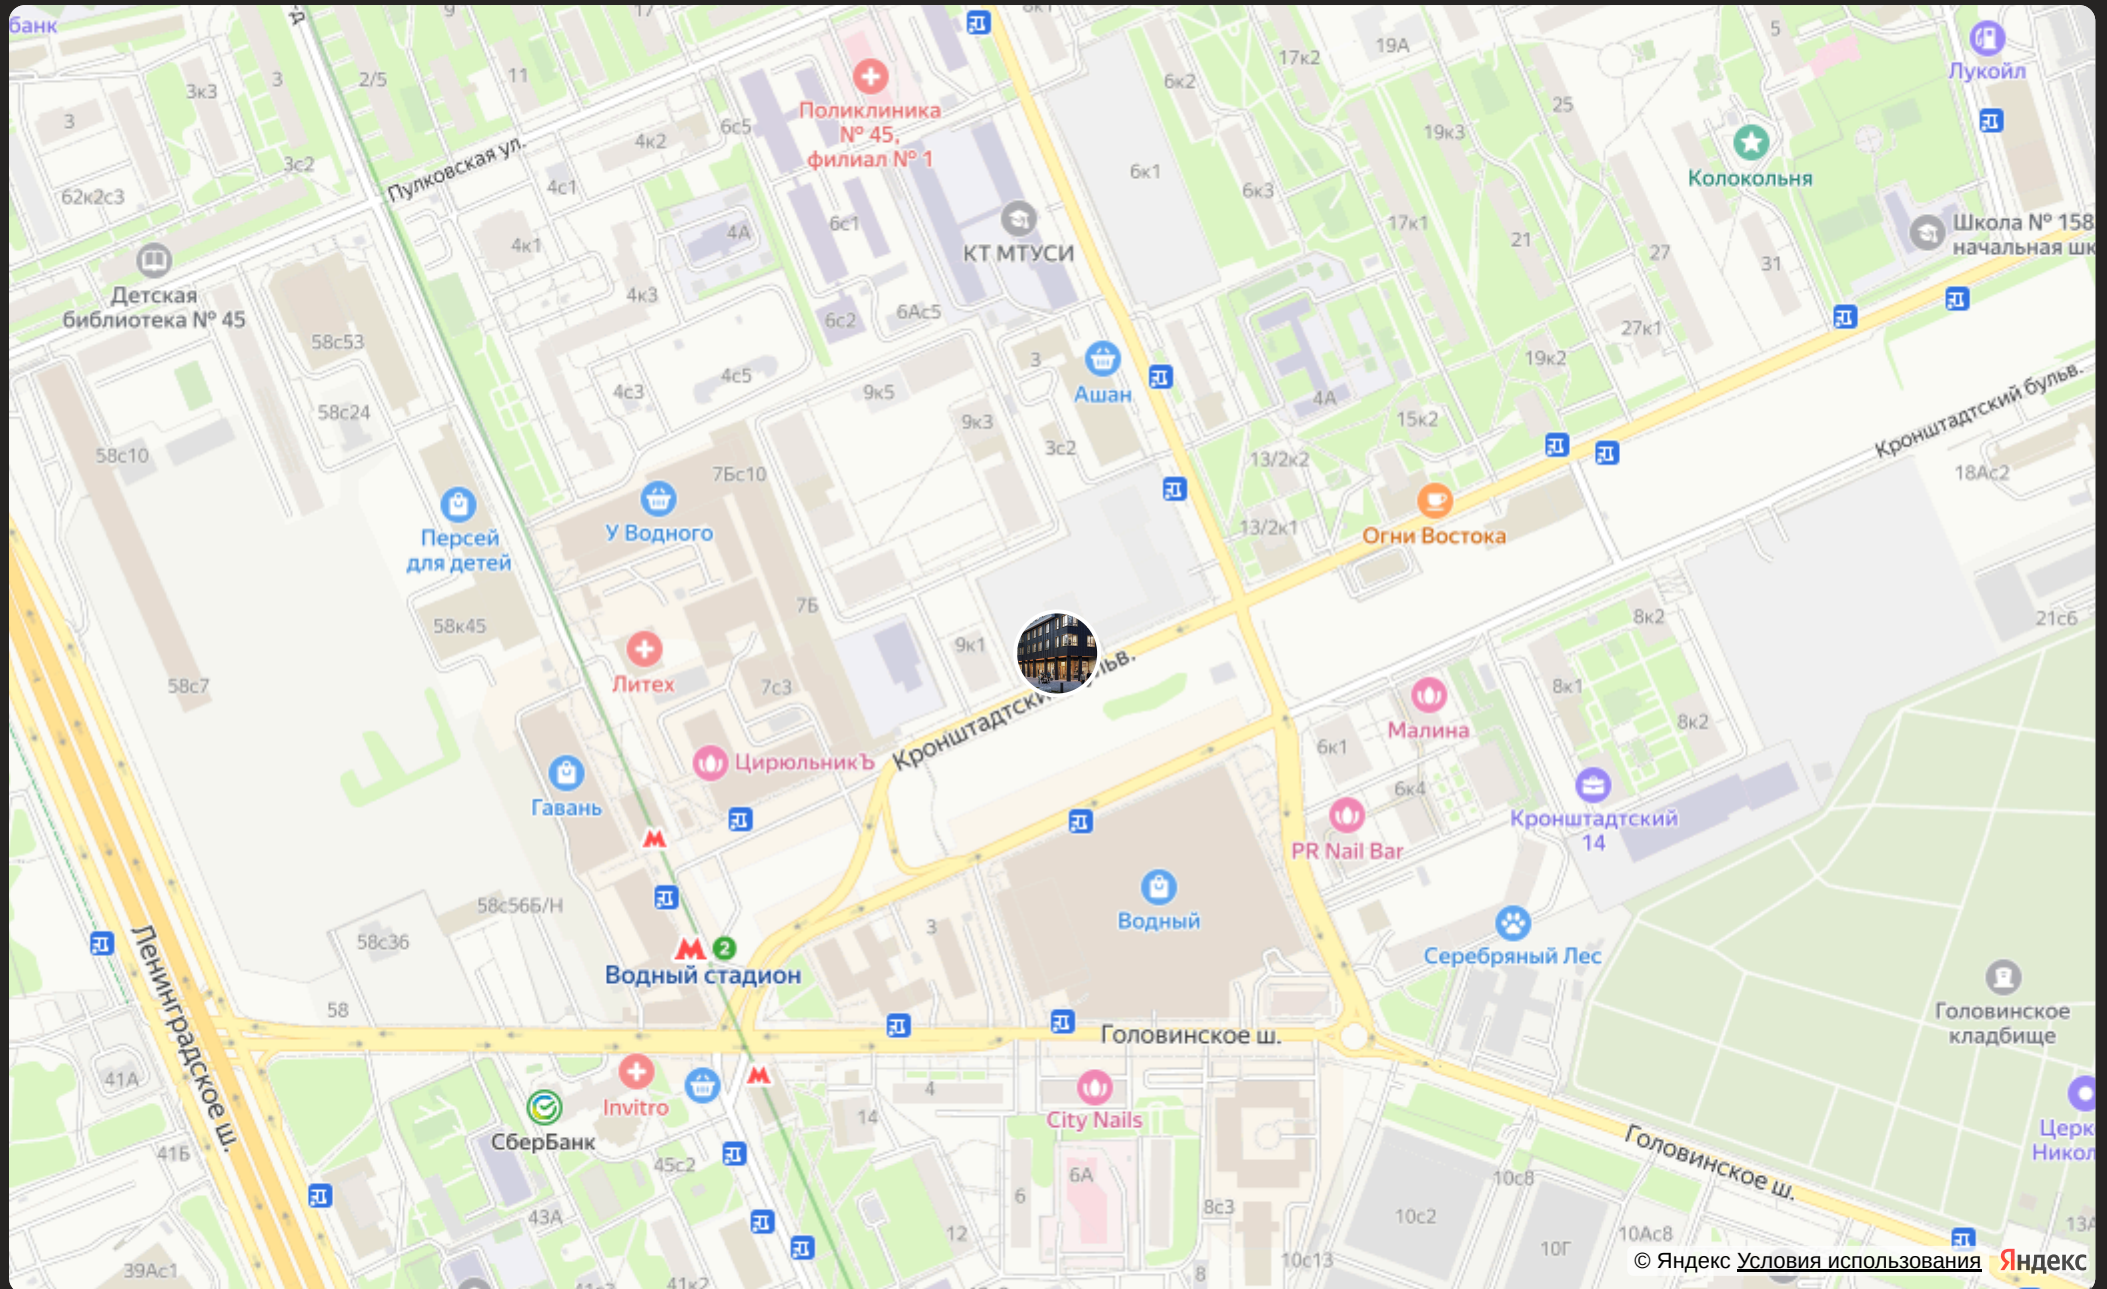 банк
9
17
8к1
19А
17к2
5
Лукойл
3к3
3
2/5
11
6к2
25
3
Поликлиника
№ 45,
филиал № 1
6с5
4к2
19к3
Колокольня
3с2
Пулковская ул.
62к2с3
4с1
6к1
6к3
КТ МТУСИ
4А
6с1
17к1
21
27
31
Школа № 158
начальная шк
4к1
Детская
библиотека № 45
4к3
6с2
6Ас5
58с53
27к1
3
Ашан
19к2
4с5
4с3
9к5
4А
58с24
9к3
15к2
Кронштадтский бульв.
3с2
58с10
7Бс10
13/2к2
18Ас2
Персей
для детей
У Водного
13/2к1
Огни Востока
7Б
58к45
8к2
21с6
9к1
Литех
58с7
7с3
8к1
Малина
8к2
Кронштадтски
льв.
ЦирюльникЪ
6к1
Гавань
6к4
Кронштадтский
14
PR Nail Bar
58с56Б/Н
3
Водный
58с36
Серебряный Лес
2
Водный стадион
Головинское
кладбище
58
Ленинградское ш.
Головинское ш.
41А
Invitro
4
14
City Nails
СберБанк
Церк
Никол
41Б
45с2
6А
Головинское ш.
10с8
6
8с3
43А
12
10с2
10Ас8
13А
39Ас1
10Г
10с13
8
41к2
© Яндекс Условия использования Яндекс